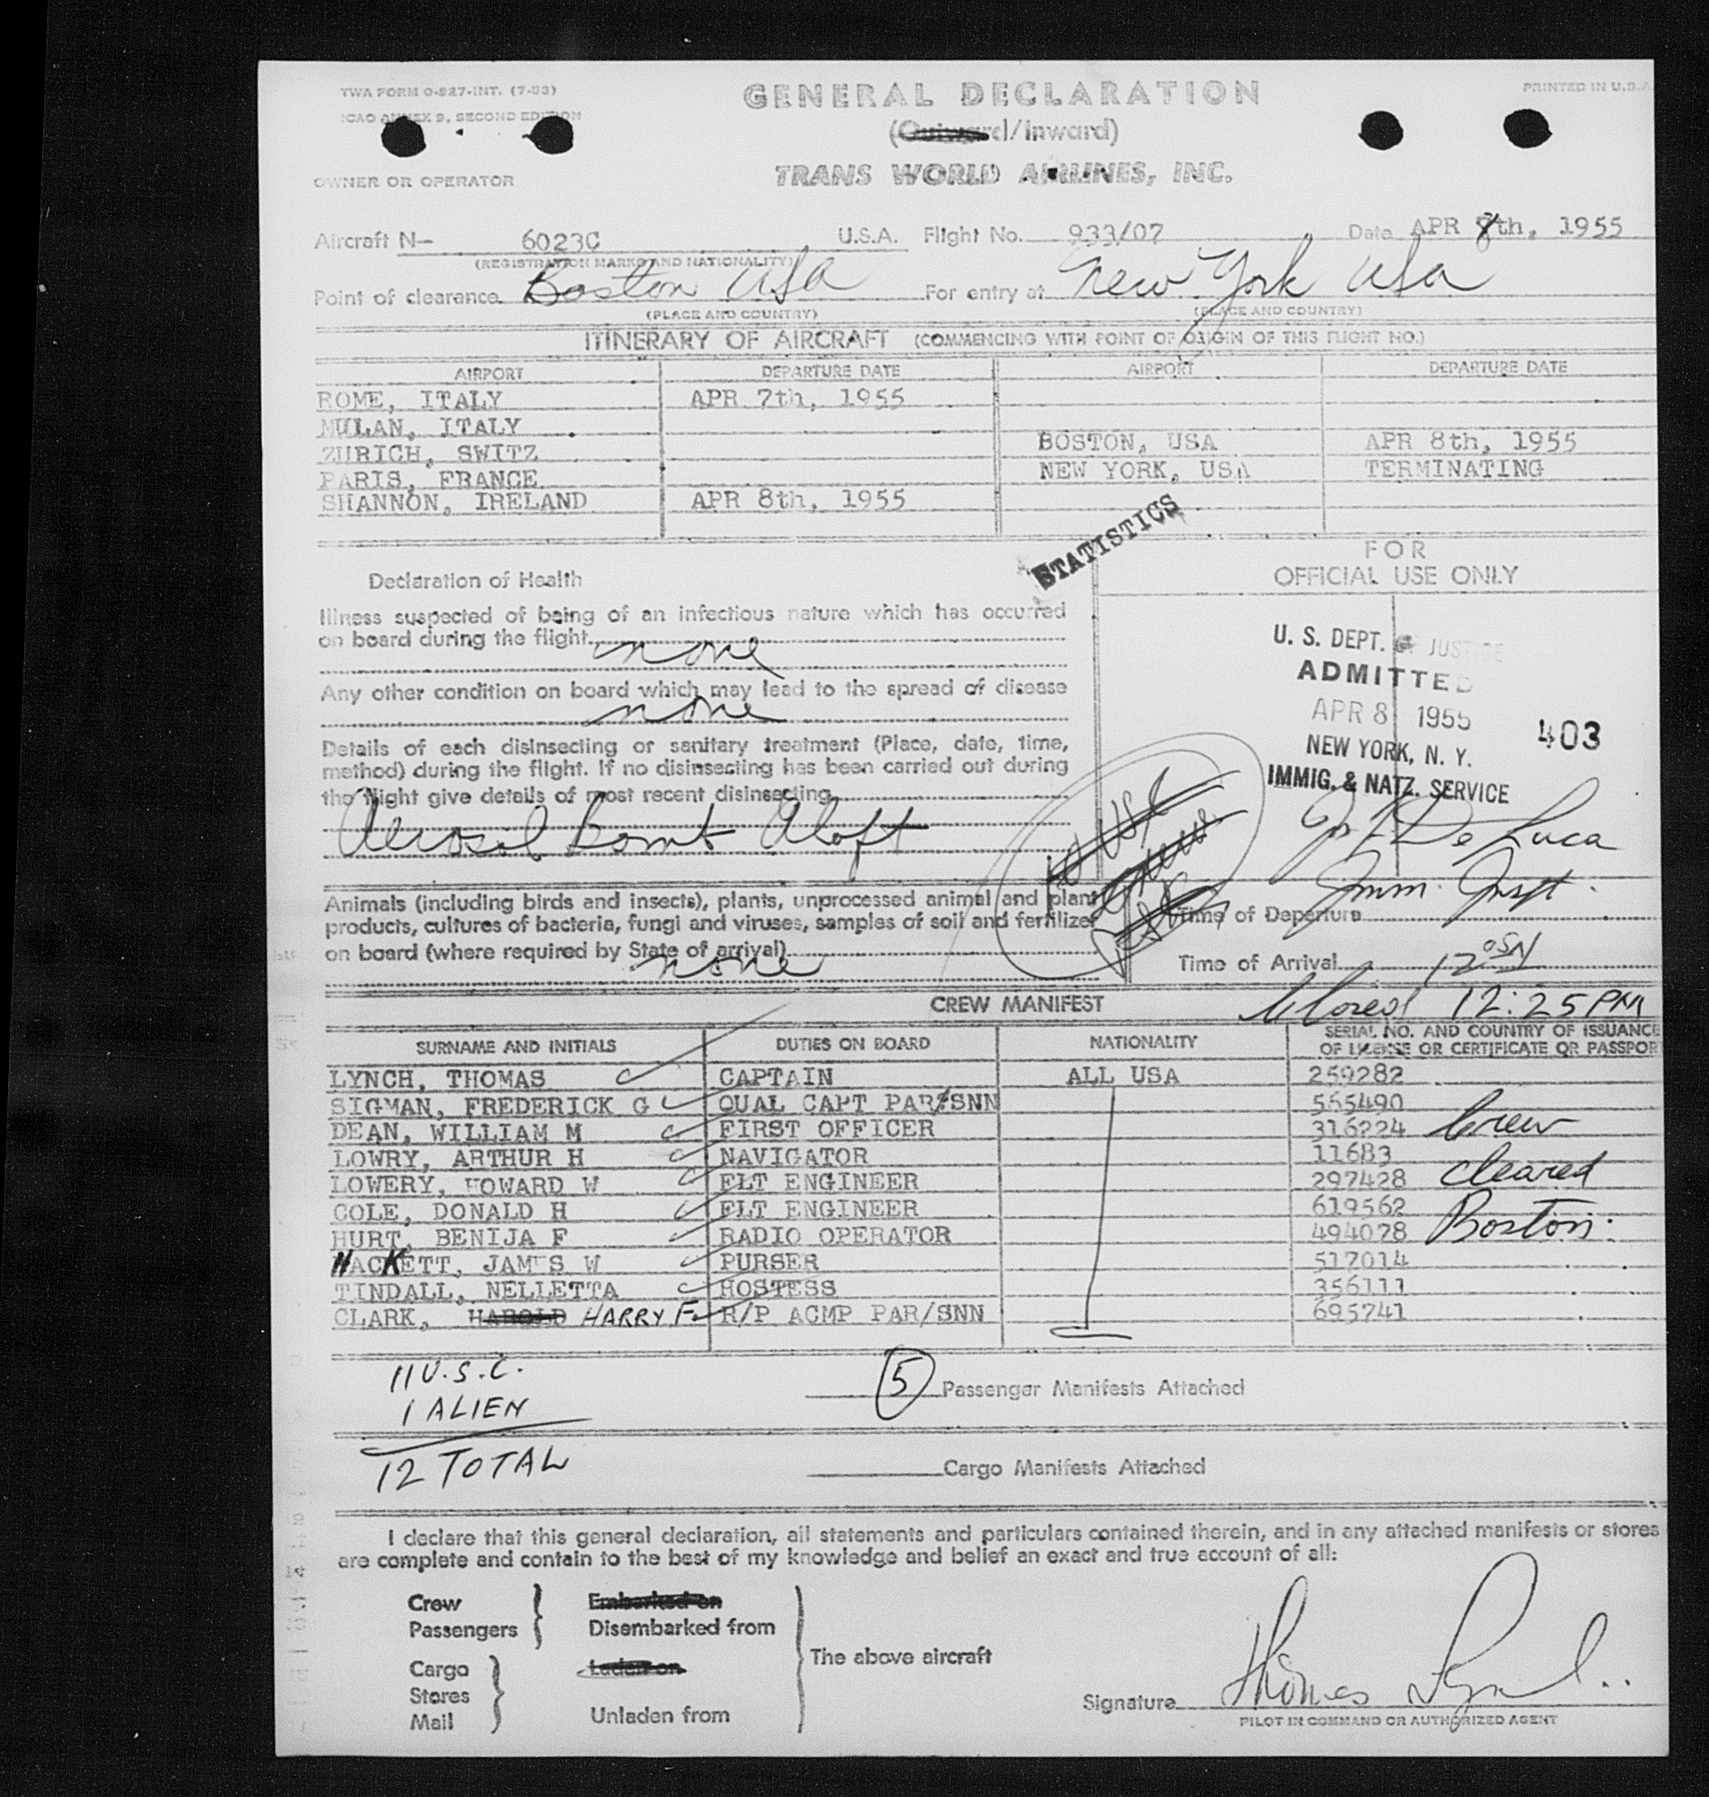 TWA FORM 0-927-INT. (7-53)
ICAO ANNEX 9, SECOND EDITION
PRINTED IN U.S.A.
GENERAL DECLARATION
(Outward/Inward)
TRANS WORLD AIRLINES, INC.
OWNER OR OPERATOR
Aircraft N- 6023C U.S.A. Flight No. 933/07 Date APR 8th, 1955
(REGISTRATION MARKS AND NATIONALITY)
Point of clearance Boston USA For entry at New York USA
(PLACE AND COUNTRY) (PLACE AND COUNTRY)
ITINERARY OF AIRCRAFT (COMMENCING WITH POINT OF ORIGIN OF THIS FLIGHT NO.)
AIRPORT DEPARTURE DATE AIRPORT DEPARTURE DATE
ROME, ITALY APR 7th, 1955
MILAN, ITALY
ZURICH, SWITZ BOSTON, USA APR 8th, 1955
PARIS, FRANCE NEW YORK, USA TERMINATING
SHANNON, IRELAND APR 8th, 1955
STATISTICS
FOR
OFFICIAL USE ONLY
Declaration of Health
Illness suspected of being of an infectious nature which has occurred
on board during the flight. none
Any other condition on board which may lead to the spread of disease
none
Details of each disinsecting or sanitary treatment (Place, date, time,
method) during the flight. If no disinsecting has been carried out during
the flight give details of most recent disinsecting
Aerosol Bomb Aloft
U. S. DEPT. OF JUSTICE
ADMITTED
APR 8 1955
403
NEW YORK, N. Y.
IMMIG. & NATZ. SERVICE
De Luca
Imm. Inspt.
Animals (including birds and insects), plants, unprocessed animal and plant
products, cultures of bacteria, fungi and viruses, samples of soil and fertilizer
on board (where required by State of arrival) none
Time of Departure
Time of Arrival 12 05N
CREW MANIFEST
Closed 12:25 PM
SURNAME AND INITIALS DUTIES ON BOARD NATIONALITY SERIAL NO. AND COUNTRY OF ISSUANCE
OF LICENSE OR CERTIFICATE OR PASSPOR
LYNCH, THOMAS CAPTAIN ALL USA 259282
SIGMAN, FREDERICK G QUAL CAPT PAR/SNN 565490
DEAN, WILLIAM M FIRST OFFICER 316224 Crew
LOWRY, ARTHUR H NAVIGATOR 11683
LOWERY, HOWARD W FLT ENGINEER 297428 cleared
COLE, DONALD H FLT ENGINEER 619562
HURT, BENIJA F RADIO OPERATOR 494078 Boston
HACKETT, JAMES W PURSER 517014
TINDALL, NELLETTA HOSTESS 356111
CLARK, HAROLD HARRY F. R/P ACMP PAR/SNN 695741
11 U.S.C.
1 ALIEN
12 TOTAL
5 Passenger Manifests Attached
Cargo Manifests Attached
I declare that this general declaration, all statements and particulars contained therein, and in any attached manifests or stores
are complete and contain to the best of my knowledge and belief an exact and true account of all:
Crew Embarked on
Passengers Disembarked from
The above aircraft
Cargo Laden on
Stores
Mail Unladen from
Signature Thomas Lynch
PILOT IN COMMAND OR AUTHORIZED AGENT